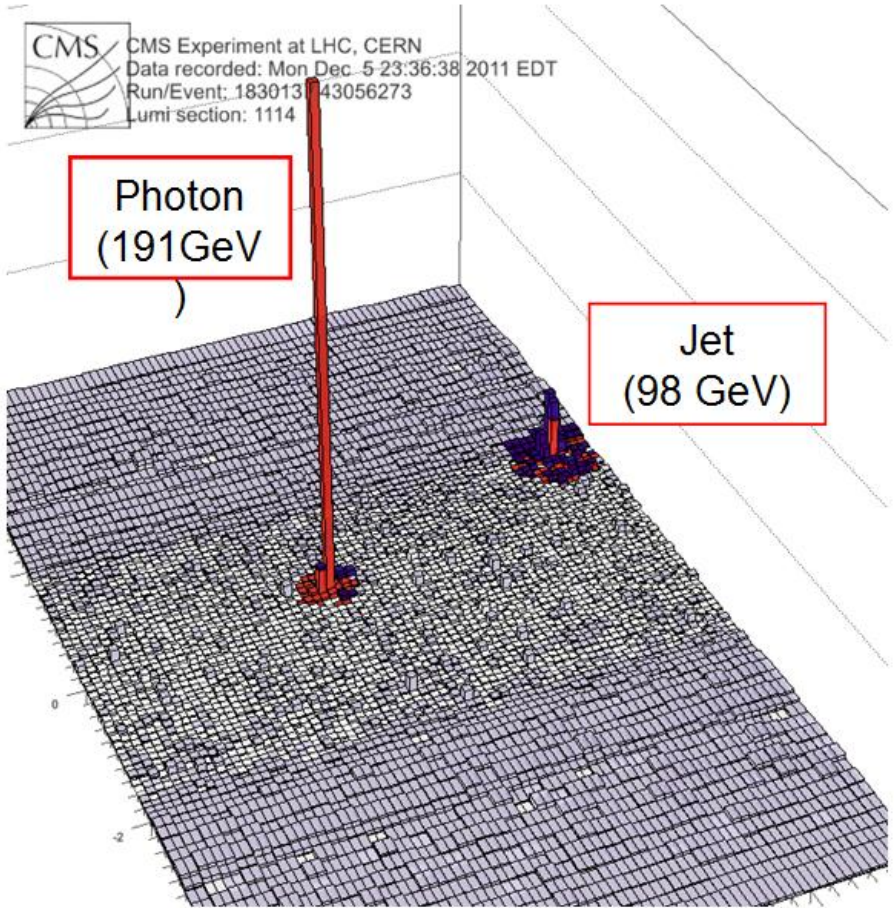 CMS
CMS Experiment at LHC, CERN
Data recorded: Mon Dec 5 23:36:38 2011 EDT
Run/Event: 183013 43056273
Lumi section: 1114
Photon
(191GeV
)
Jet
(98 GeV)
0
-2